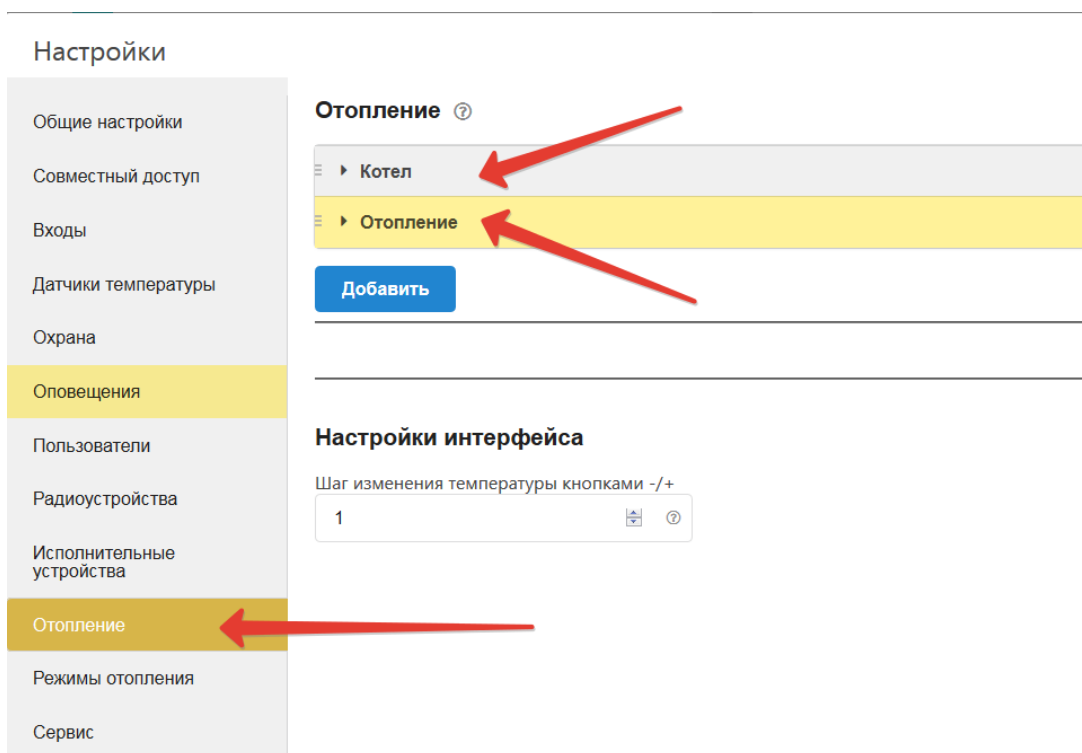 Настройки
Общие настройки
Совместный доступ
Входы
Датчики температуры
Охрана
Оповещения
Пользователи
Радиоустройства
Исполнительные
устройства
Отопление
Режимы отопления
Сервис
Отопление ?
Котел
Отопление
Добавить
Настройки интерфейса
Шаг изменения температуры кнопками -/+
1 ?